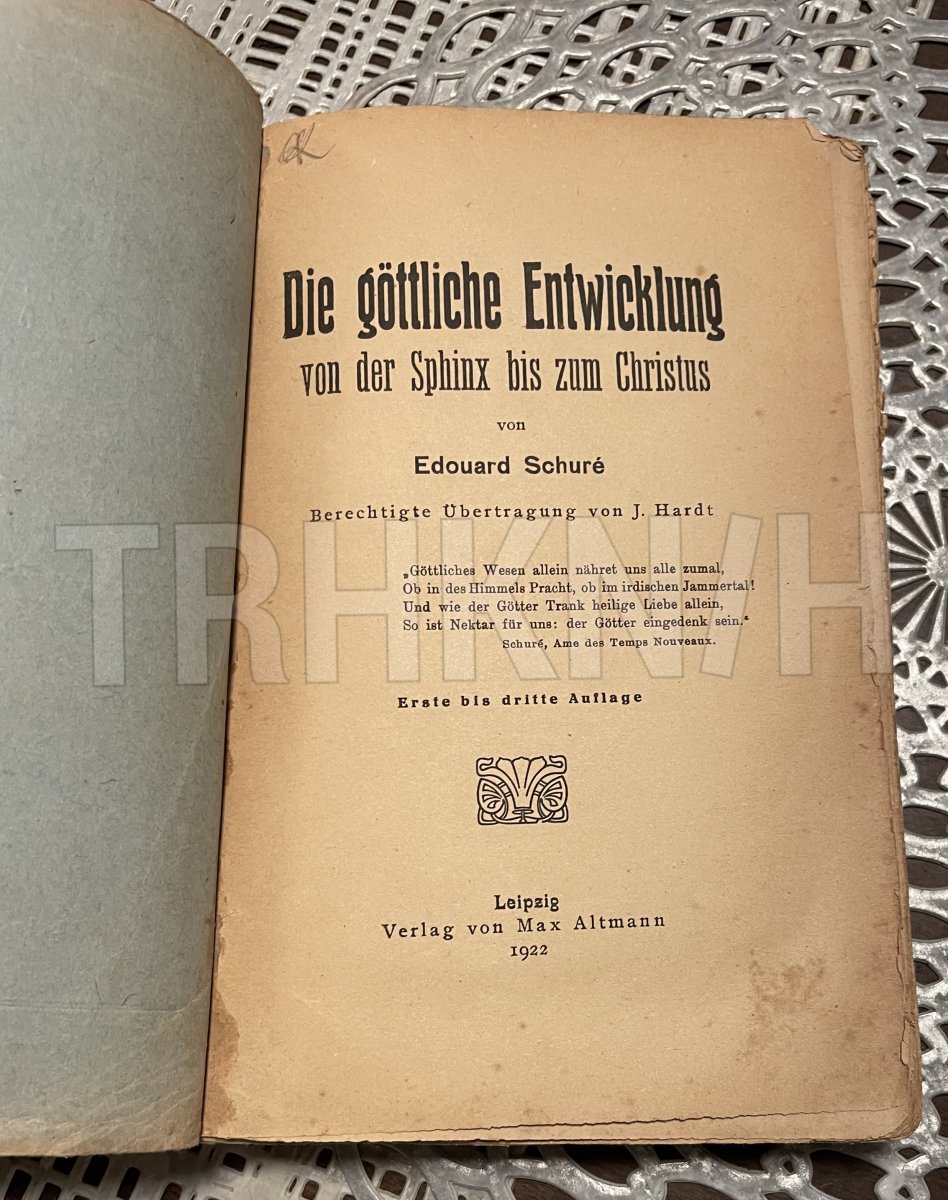 Die göttliche Entwicklung
von der Sphinx bis zum Christus
von
Edouard Schuré
Berechtigte Übertragung von J. Hardt
„Göttliches Wesen allein nähret uns alle zumal,
Ob in des Himmels Pracht, ob im irdischen Jammertal!
Und wie der Götter Trank heilige Liebe allein,
So ist Nektar für uns: der Götter eingedenk sein.“
Schuré, Ame des Temps Nouveaux.
Erste bis dritte Auflage
Leipzig
Verlag von Max Altmann
1922
TRHKN/H